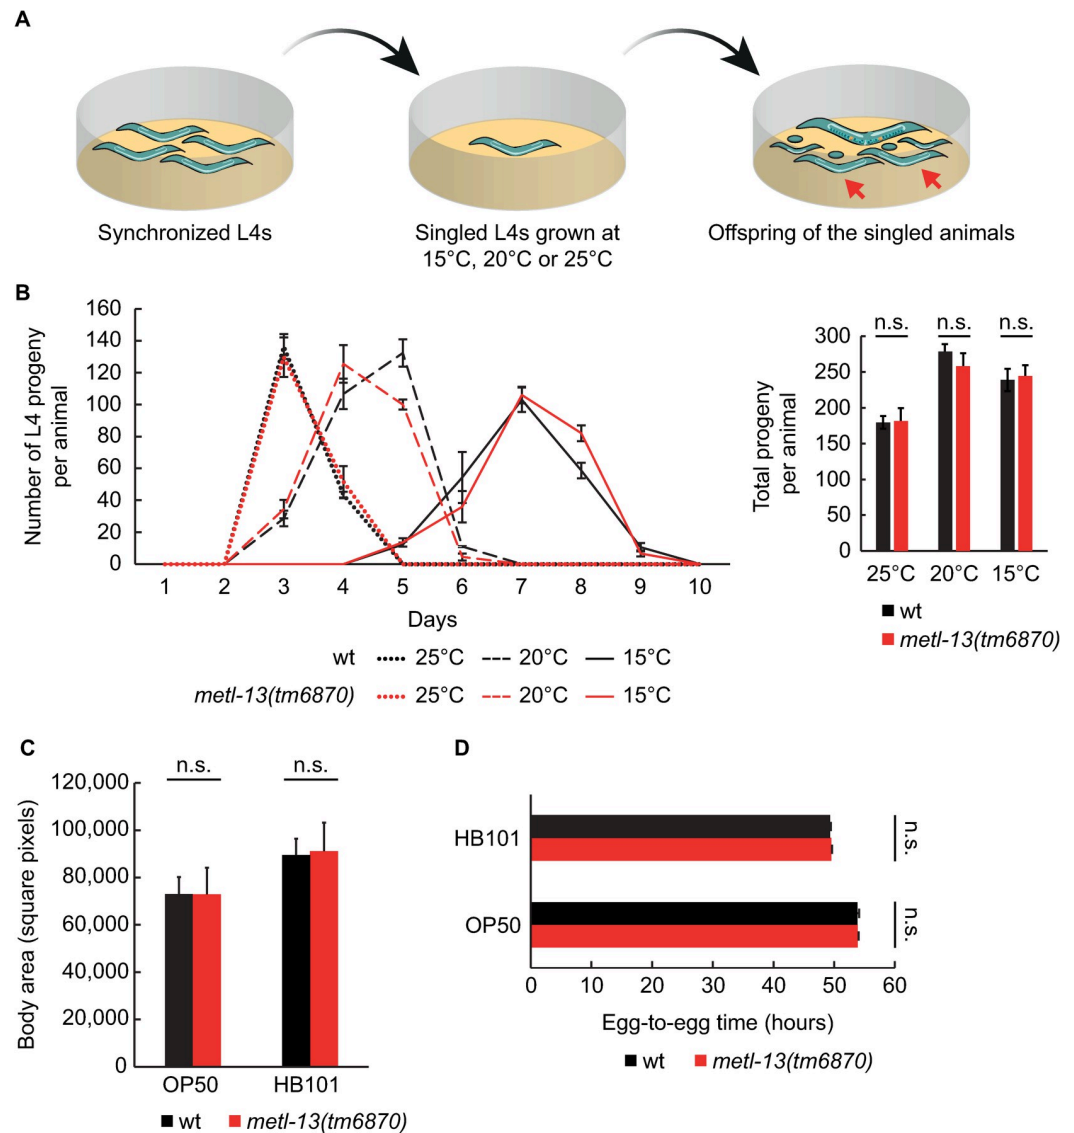 A
Synchronized L4s
Singled L4s grown at
15°C, 20°C or 25°C
Offspring of the singled animals
B
Number of L4 progeny
per animal
160
140
120
100
80
60
40
20
0
1 2 3 4 5 6 7 8 9 10
Days
wt 25°C 20°C 15°C
metl-13(tm6870) 25°C 20°C 15°C
Total progeny
per animal
300
250
200
150
100
50
0
n.s. n.s. n.s.
25°C 20°C 15°C
wt
metl-13(tm6870)
C
Body area (square pixels)
120,000
100,000
80,000
60,000
40,000
20,000
0
n.s. n.s.
OP50 HB101
wt metl-13(tm6870)
D
HB101
OP50
n.s.
n.s.
0 10 20 30 40 50 60
Egg-to-egg time (hours)
wt metl-13(tm6870)